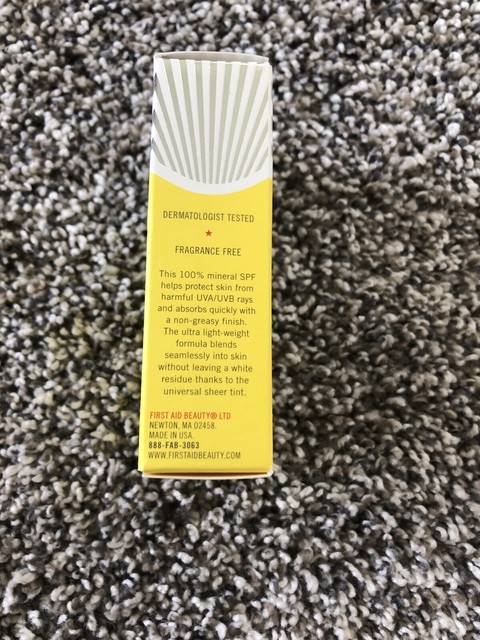 DERMATOLOGIST TESTED
FRAGRANCE FREE
This 100% mineral SPF
helps protect skin from
harmful UVA/UVB rays
and absorbs quickly with
a non-greasy finish.
The ultra light-weight
formula blends
seamlessly into skin
without leaving a white
residue thanks to the
universal sheer tint.
FIRST AID BEAUTY® LTD
NEWTON, MA 02458.
MADE IN USA.
888-FAB-3063
WWW.FIRSTAIDBEAUTY.COM